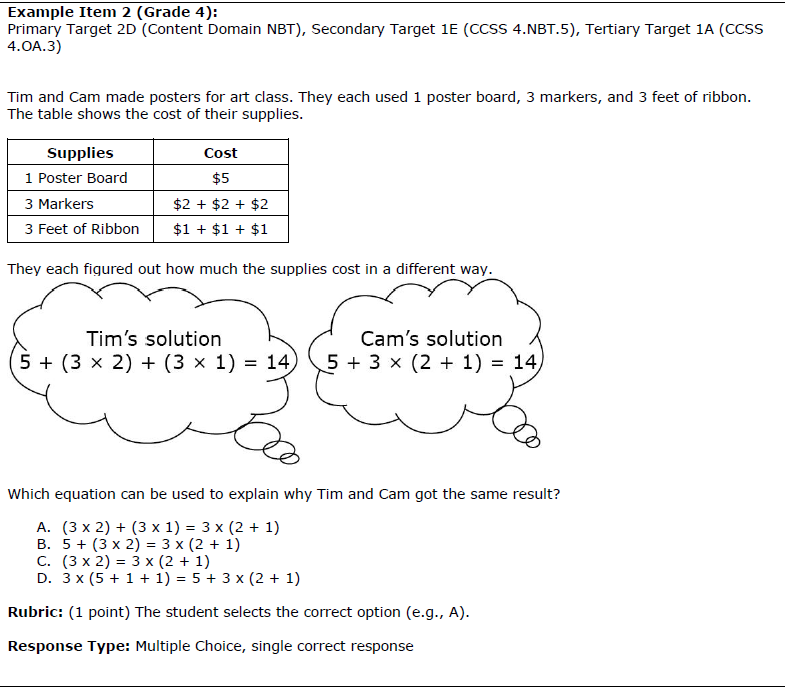 Example Item 2 (Grade 4):
Primary Target 2D (Content Domain NBT), Secondary Target 1E (CCSS 4.NBT.5), Tertiary Target 1A (CCSS
4.OA.3)
Tim and Cam made posters for art class. They each used 1 poster board, 3 markers, and 3 feet of ribbon.
The table shows the cost of their supplies.
Supplies Cost
1 Poster Board $5
3 Markers $2 + $2 + $2
3 Feet of Ribbon $1 + $1 + $1
They each figured out how much the supplies cost in a different way.
Tim's solution
5 + (3 × 2) + (3 × 1) = 14
Cam's solution
5 + 3 × (2 + 1) = 14
Which equation can be used to explain why Tim and Cam got the same result?
A. (3 x 2) + (3 x 1) = 3 x (2 + 1)
B. 5 + (3 x 2) = 3 x (2 + 1)
C. (3 x 2) = 3 x (2 + 1)
D. 3 x (5 + 1 + 1) = 5 + 3 x (2 + 1)
Rubric: (1 point) The student selects the correct option (e.g., A).
Response Type: Multiple Choice, single correct response